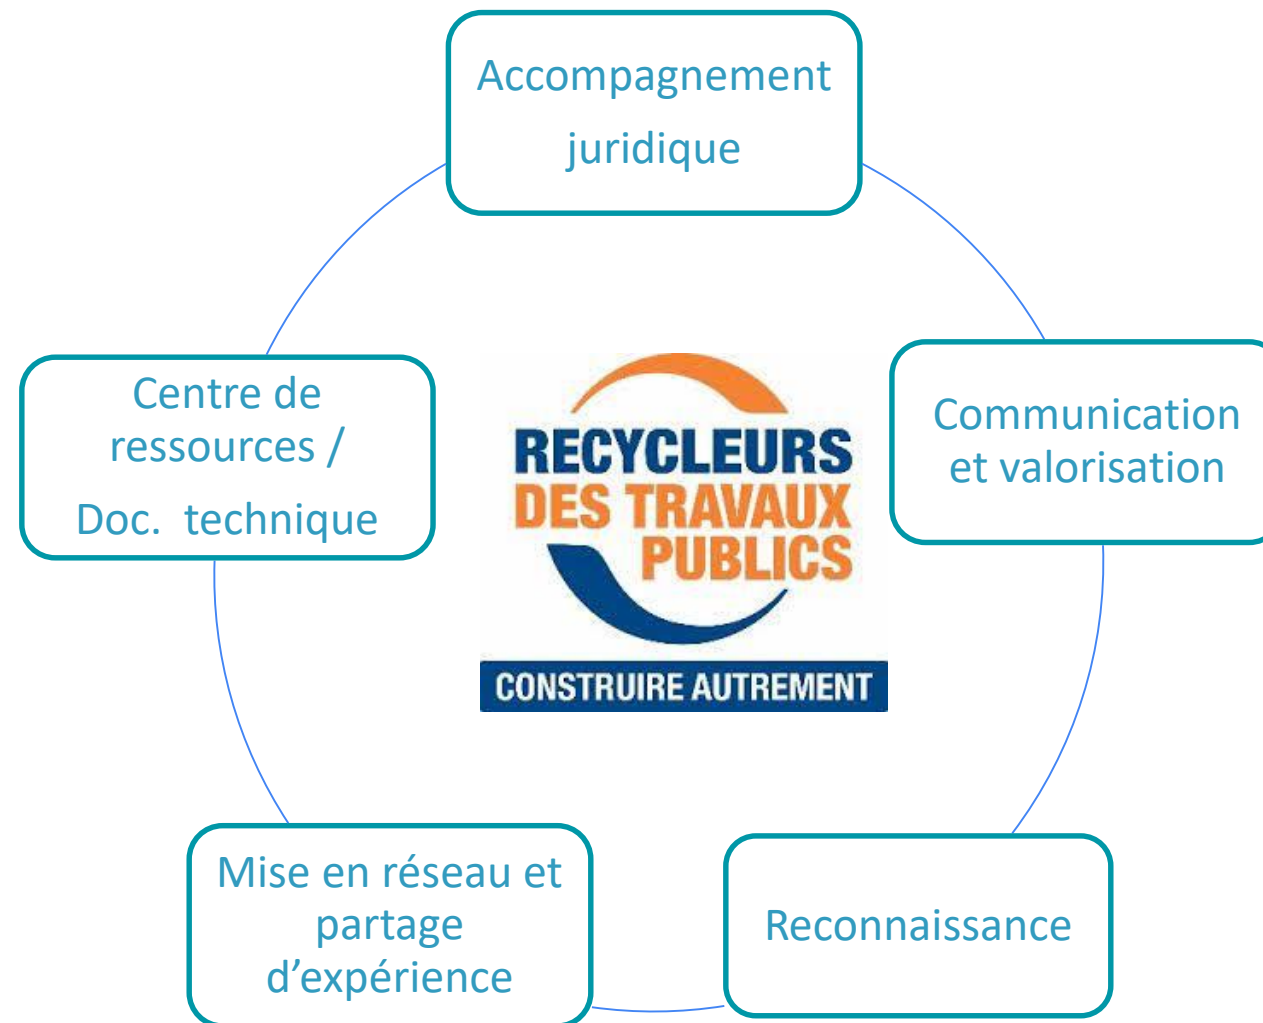 Accompagnement
juridique
Centre de
ressources /
Doc. technique
Communication
et valorisation
RECYCLEURS
DES TRAVAUX
PUBLICS
CONSTRUIRE AUTREMENT
Mise en réseau et
partage
d’expérience
Reconnaissance